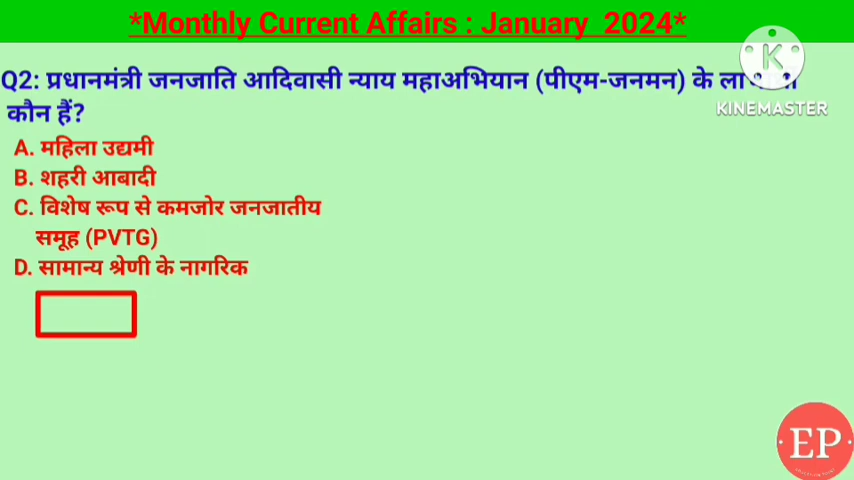 *Monthly Current Affairs : January 2024*
Q2: प्रधानमंत्री जनजाति आदिवासी न्याय महाअभियान (पीएम-जनमन) के
कौन हैं?
A. महिला उद्यमी
B. शहरी आबादी
C. विशेष रूप से कमजोर जनजातीय
समूह (PVTG)
D. सामान्य श्रेणी के नागरिक
K
KINEMASTER
EP